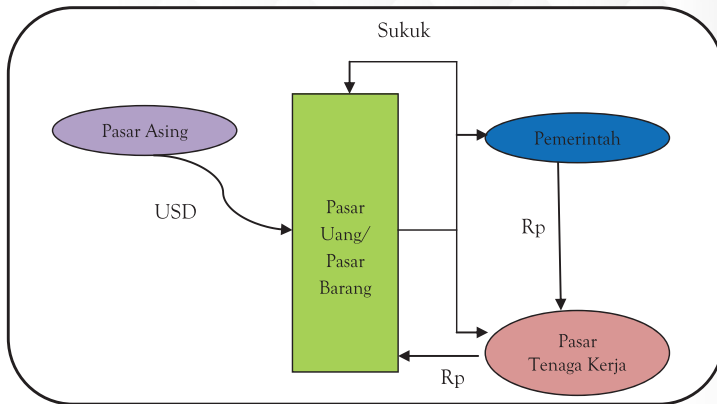 Sukuk
Pasar Asing
USD
Pasar
Uang/
Pasar
Barang
Pemerintah
Rp
Pasar
Tenaga Kerja
Rp